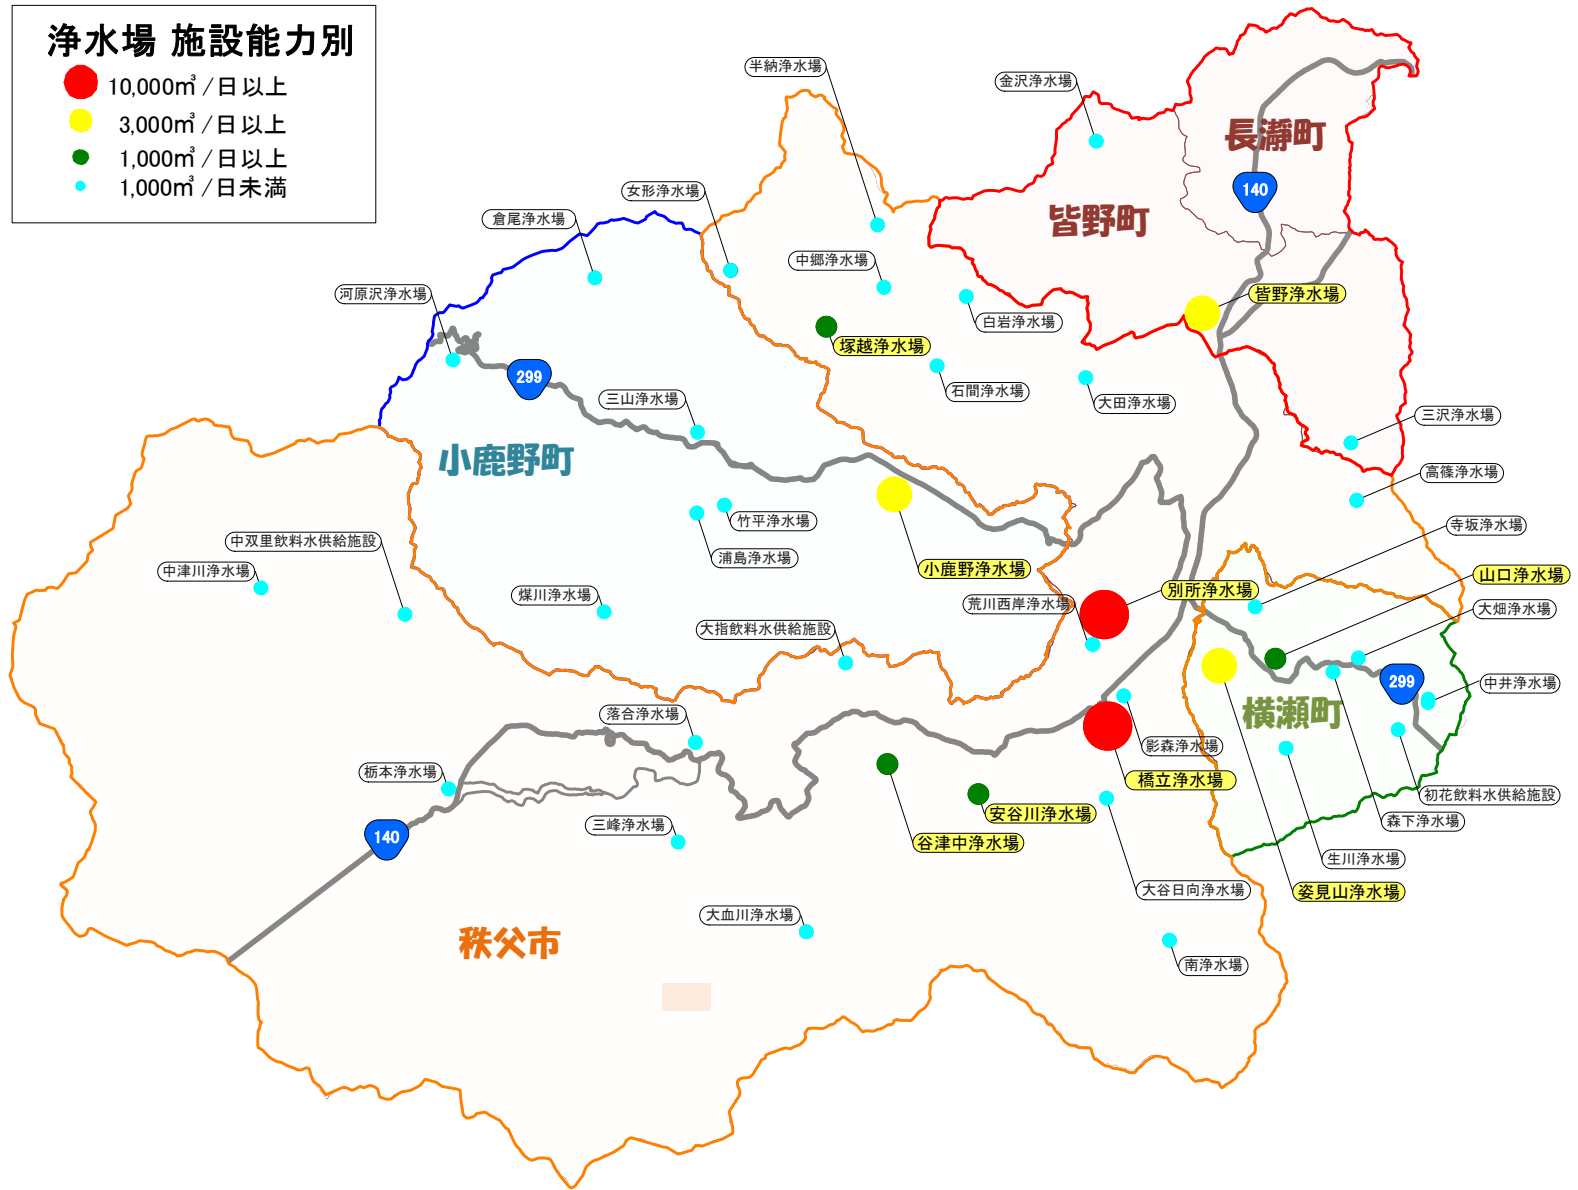 浄水場 施設能力別
10,000㎥/日以上
3,000㎥/日以上
1,000㎥/日以上
1,000㎥/日未満
半納浄水場
金沢浄水場
長瀞町
140
女形浄水場
倉尾浄水場
皆野町
中郷浄水場
河原沢浄水場
皆野浄水場
白岩浄水場
塚越浄水場
299
石間浄水場
三山浄水場
大田浄水場
三沢浄水場
小鹿野町
高篠浄水場
竹平浄水場
寺坂浄水場
中双里飲料水供給施設
浦島浄水場
中津川浄水場
小鹿野浄水場
山口浄水場
別所浄水場
煤川浄水場
荒川西岸浄水場
大畑浄水場
大指飲料水供給施設
299
中井浄水場
落合浄水場
横瀬町
影森浄水場
栃本浄水場
橋立浄水場
初花飲料水供給施設
安谷川浄水場
森下浄水場
三峰浄水場
140
谷津中浄水場
生川浄水場
大谷日向浄水場
姿見山浄水場
大血川浄水場
秩父市
南浄水場